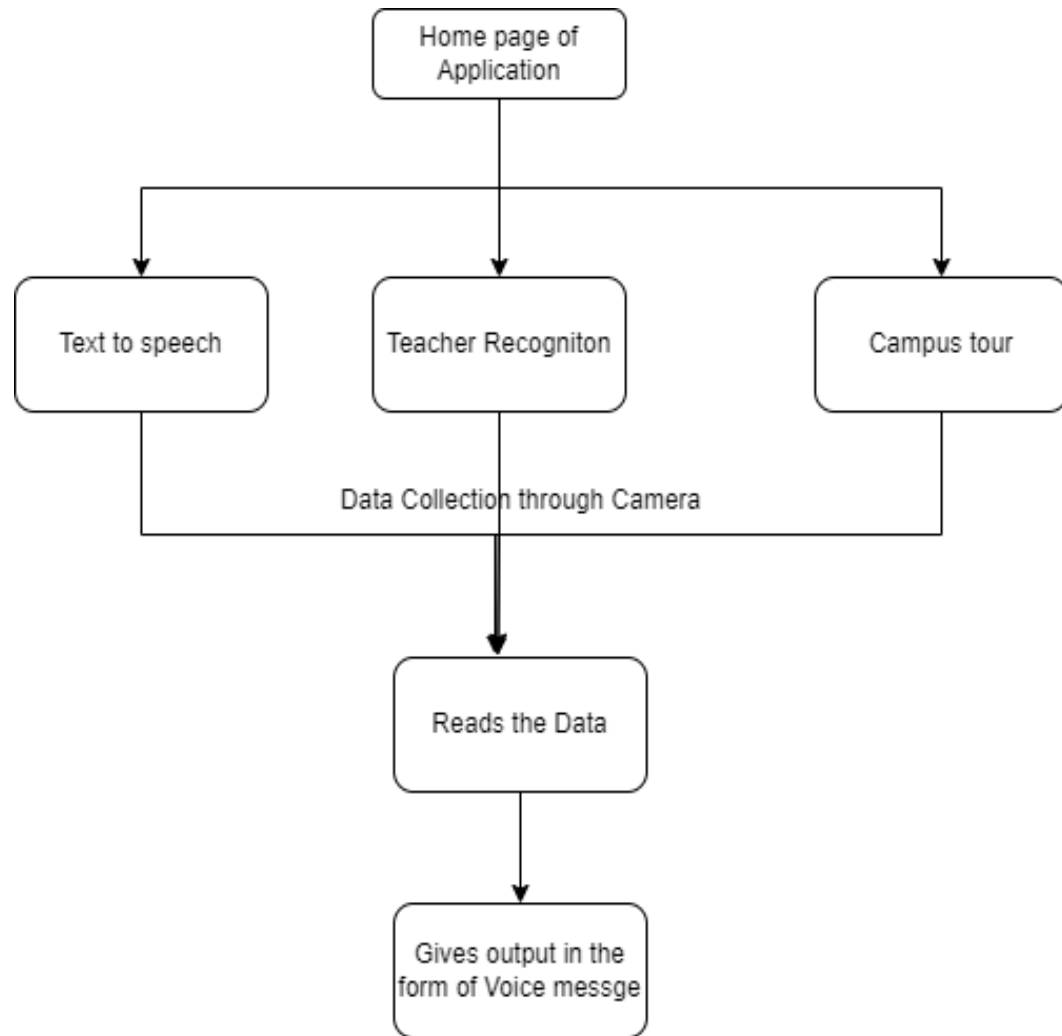 Home page of
Application
Text to speech
Teacher Recogniton
Campus tour
Data Collection through Camera
Reads the Data
Gives output in the
form of Voice messge